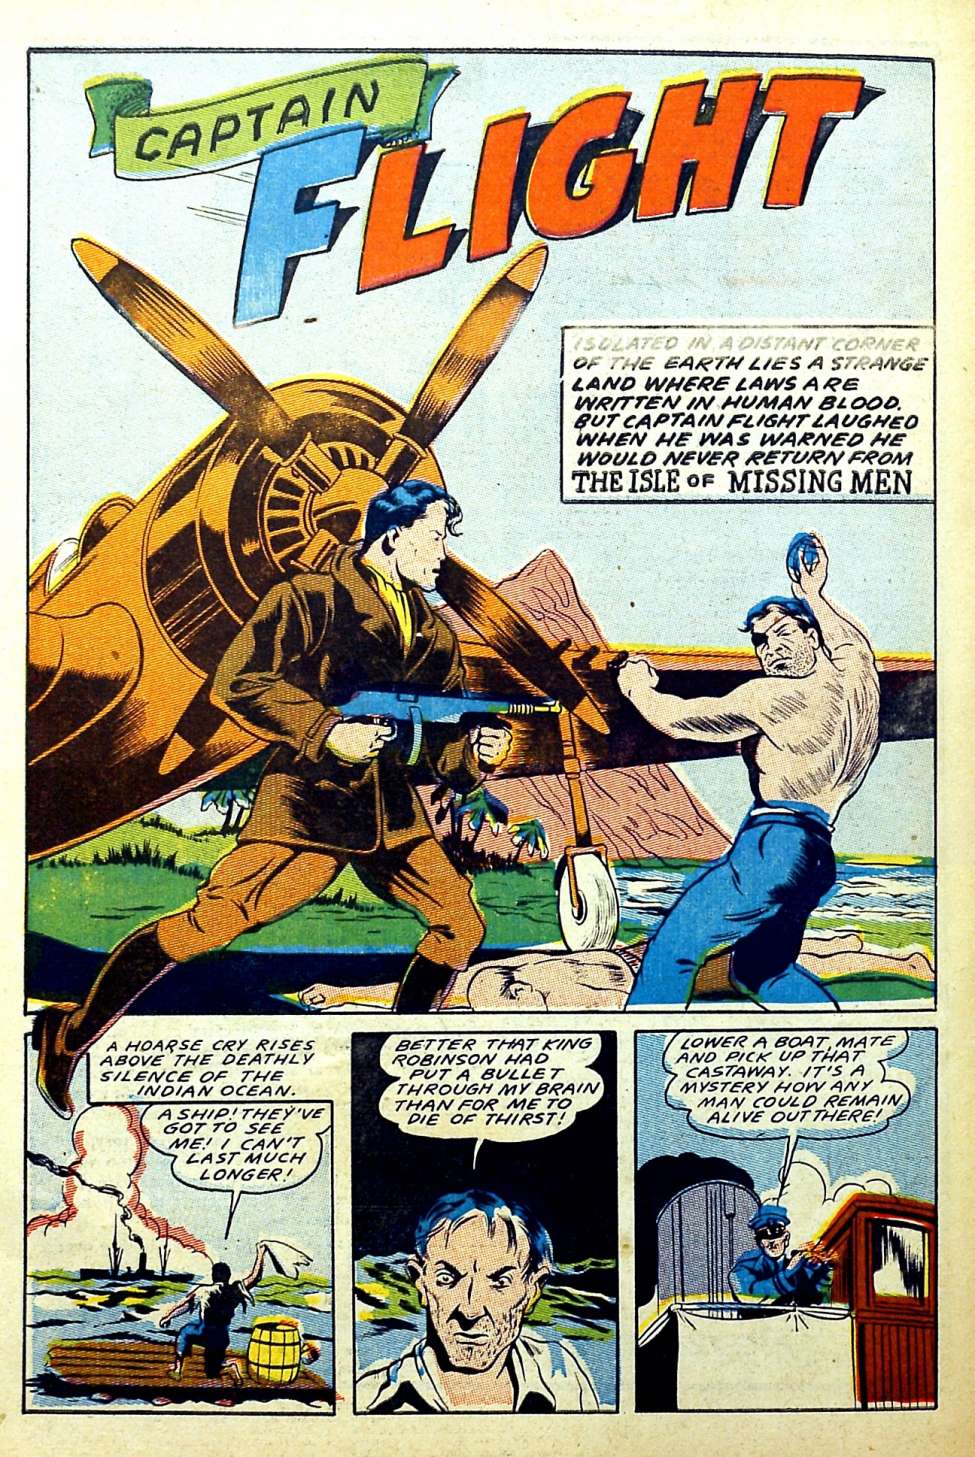 CAPTAIN
FLIGHT
ISOLATED IN A DISTANT CORNER
OF THE EARTH LIES A STRANGE
LAND WHERE LAWS ARE
WRITTEN IN HUMAN BLOOD.
BUT CAPTAIN FLIGHT LAUGHED
WHEN HE WAS WARNED HE
WOULD NEVER RETURN FROM
THE ISLE OF MISSING MEN
A HOARSE CRY RISES
ABOVE THE DEATHLY
SILENCE OF THE
INDIAN OCEAN.
A SHIP! THEY'VE
GOT TO SEE
ME! I CAN'T
LAST MUCH
LONGER!
BETTER THAT KING
ROBINSON HAD
PUT A BULLET
THROUGH MY BRAIN
THAN FOR ME TO
DIE OF THIRST!
LOWER A BOAT, MATE
AND PICK UP THAT
CASTAWAY. IT'S A
MYSTERY HOW ANY
MAN COULD REMAIN
ALIVE OUT THERE!